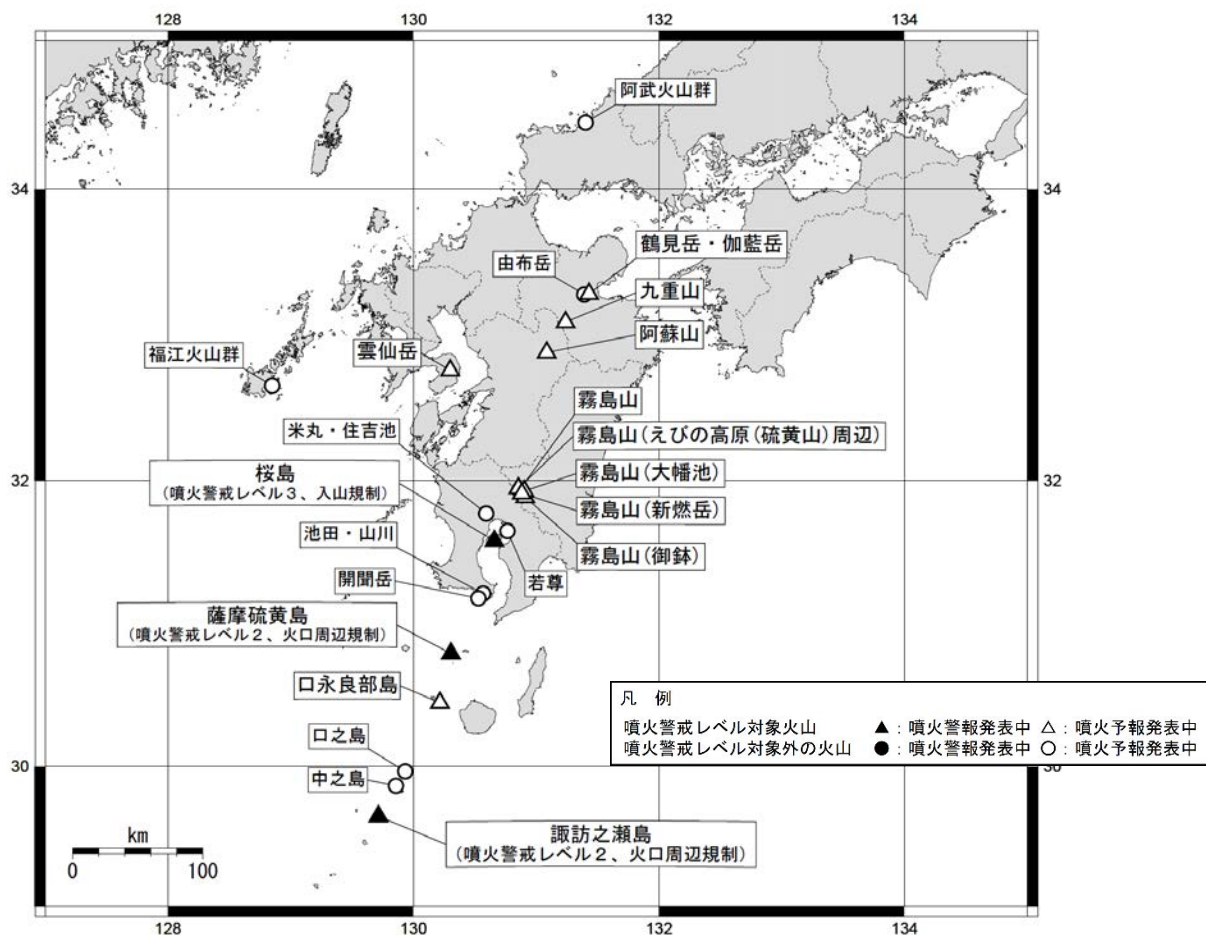 128
130
132
134
阿武火山群
34
34
鶴見岳・伽藍岳
由布岳
九重山
阿蘇山
雲仙岳
福江火山群
霧島山
米丸・住吉池
霧島山(えびの高原(硫黄山)周辺)
桜島
(噴火警戒レベル3、入山規制)
霧島山(大幡池)
32
32
霧島山(新燃岳)
池田・山川
霧島山(御鉢)
開聞岳
若尊
薩摩硫黄島
(噴火警戒レベル2、火口周辺規制)
口永良部島
凡 例
噴火警戒レベル対象火山 ▲:噴火警報発表中 △:噴火予報発表中
噴火警戒レベル対象外の火山 ●:噴火警報発表中 ○:噴火予報発表中
口之島
30
30
中之島
諏訪之瀬島
(噴火警戒レベル2、火口周辺規制)
km
0 100
128
130
132
134